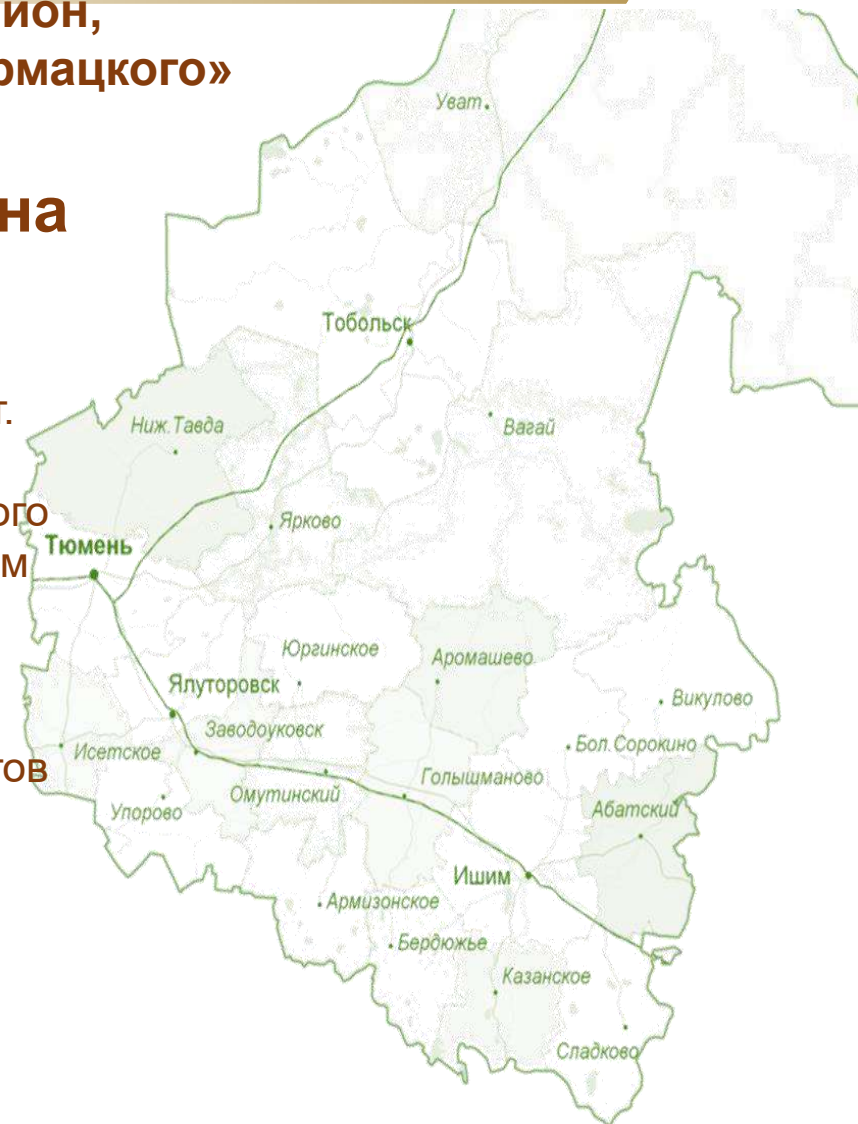 ион,
рмацкого»
на
т.
ого
м
тов
Уват
Тобольск
Ниж.Тавда
Вагай
Ярково
Тюмень
Юргинское
Аромашево
Ялуторовск
Викулово
Заводоуковск
Бол.Сорокино
Исетское
Голышманово
Омутинский
Абатский
Упорово
Ишим
Армизонское
Бердюжье
Казанское
Сладково